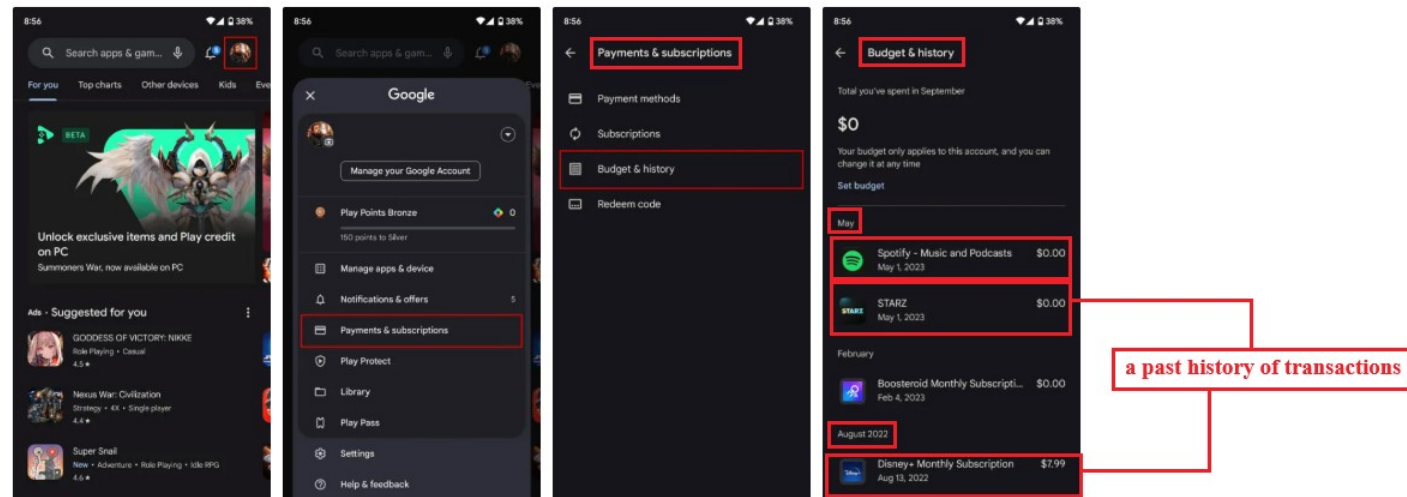 8:56
38%
Search apps & gam...
For you Top charts Other devices Kids Eve
BETA
Unlock exclusive items and Play credit
on PC
Summoners War, now available on PC
Ads · Suggested for you
GODDESS OF VICTORY: NIKKE
Role Playing • Casual
4.5★
Nexus War: Civilization
Strategy • 4X • Single player
4.4★
Super Snail
New • Adventure • Role Playing • Idle RPG
4.6★
8:56
38%
Search apps & gam...
Google
Manage your Google Account
Play Points Bronze 0
150 points to Silver
Manage apps & device
Notifications & offers 5
Payments & subscriptions
Play Protect
Library
Play Pass
Settings
Help & feedback
8:56
38%
Payments & subscriptions
Payment methods
Subscriptions
Budget & history
Redeem code
8:56
38%
Budget & history
Total you've spent in September
$0
Your budget only applies to this account, and you can
change it at any time
Set budget
May
Spotify - Music and Podcasts $0.00
May 1, 2023
STARZ
STARZ $0.00
May 1, 2023
February
Boosteroid Monthly Subscripti... $0.00
Feb 4, 2023
August 2022
Disney+ Monthly Subscription $7.99
Aug 13, 2022
a past history of transactions